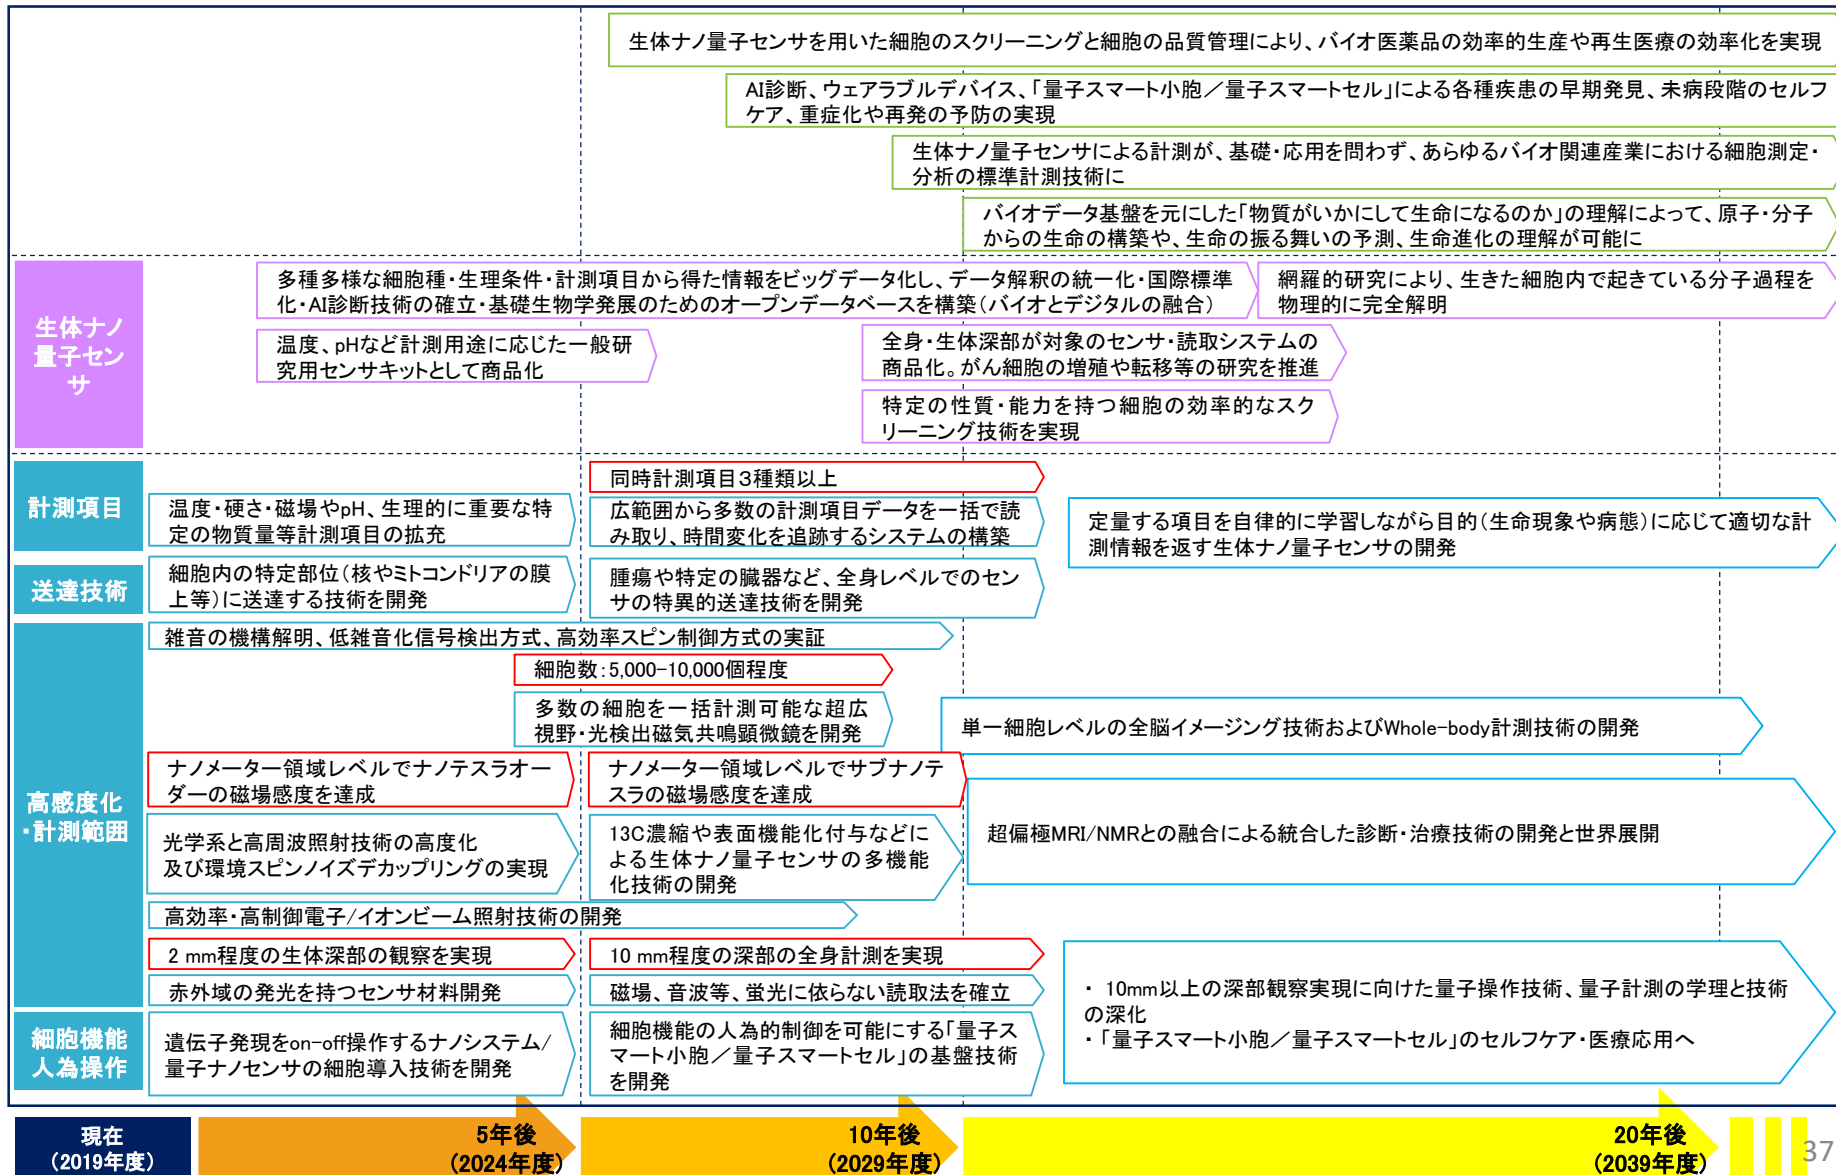 生体ナノ量子センサを用いた細胞のスクリーニングと細胞の品質管理により、バイオ医薬品の効率的生産や再生医療の効率化を実現
AI診断、ウェアラブルデバイス、「量子スマート小胞／量子スマートセル」による各種疾患の早期発見、未病段階のセルフ
ケア、重症化や再発の予防の実現
生体ナノ量子センサによる計測が、基礎・応用を問わず、あらゆるバイオ関連産業における細胞測定・
分析の標準計測技術に
バイオデータ基盤を元にした「物質がいかにして生命になるのか」の理解によって、原子・分子
からの生命の構築や、生命の振る舞いの予測、生命進化の理解が可能に
生体ナノ
量子セン
サ
多種多様な細胞種・生理条件・計測項目から得た情報をビッグデータ化し、データ解釈の統一化・国際標準
化・AI診断技術の確立・基礎生物学発展のためのオープンデータベースを構築（バイオとデジタルの融合）
網羅的研究により、生きた細胞内で起きている分子過程を
物理的に完全解明
温度、pHなど計測用途に応じた一般研
究用センサキットとして商品化
全身・生体深部が対象のセンサ・読取システムの
商品化。がん細胞の増殖や転移等の研究を推進
特定の性質・能力を持つ細胞の効率的なスク
リーニング技術を実現
計測項目
温度・硬さ・磁場やpH、生理的に重要な特
定の物質量等計測項目の拡充
同時計測項目３種類以上
広範囲から多数の計測項目データを一括で読
み取り、時間変化を追跡するシステムの構築
定量する項目を自律的に学習しながら目的（生命現象や病態）に応じて適切な計
測情報を返す生体ナノ量子センサの開発
送達技術
細胞内の特定部位（核やミトコンドリアの膜
上等）に送達する技術を開発
腫瘍や特定の臓器など、全身レベルでのセン
サの特異的送達技術を開発
高感度化
・計測範囲
雑音の機構解明、低雑音化信号検出方式、高効率スピン制御方式の実証
細胞数：5,000-10,000個程度
多数の細胞を一括計測可能な超広
視野・光検出磁気共鳴顕微鏡を開発
単一細胞レベルの全脳イメージング技術およびWhole-body計測技術の開発
ナノメーター領域レベルでナノテスラオー
ダーの磁場感度を達成
ナノメーター領域レベルでサブナノテ
スラの磁場感度を達成
光学系と高周波照射技術の高度化
及び環境スピンノイズデカップリングの実現
13C濃縮や表面機能化付与などに
よる生体ナノ量子センサの多機能
化技術の開発
超偏極MRI/NMRとの融合による統合した診断・治療技術の開発と世界展開
高効率・高制御電子/イオンビーム照射技術の開発
2 mm程度の生体深部の観察を実現
10 mm程度の深部の全身計測を実現
赤外域の発光を持つセンサ材料開発
磁場、音波等、蛍光に依らない読取法を確立
・ 10mm以上の深部観察実現に向けた量子操作技術、量子計測の学理と技術
の深化
・「量子スマート小胞／量子スマートセル」のセルフケア・医療応用へ
細胞機能
人為操作
遺伝子発現をon-off操作するナノシステム/
量子ナノセンサの細胞導入技術を開発
細胞機能の人為的制御を可能にする「量子ス
マート小胞／量子スマートセル」の基盤技術
を開発
現在
（2019年度）
5年後
（2024年度）
10年後
（2029年度）
20年後
（2039年度）
37